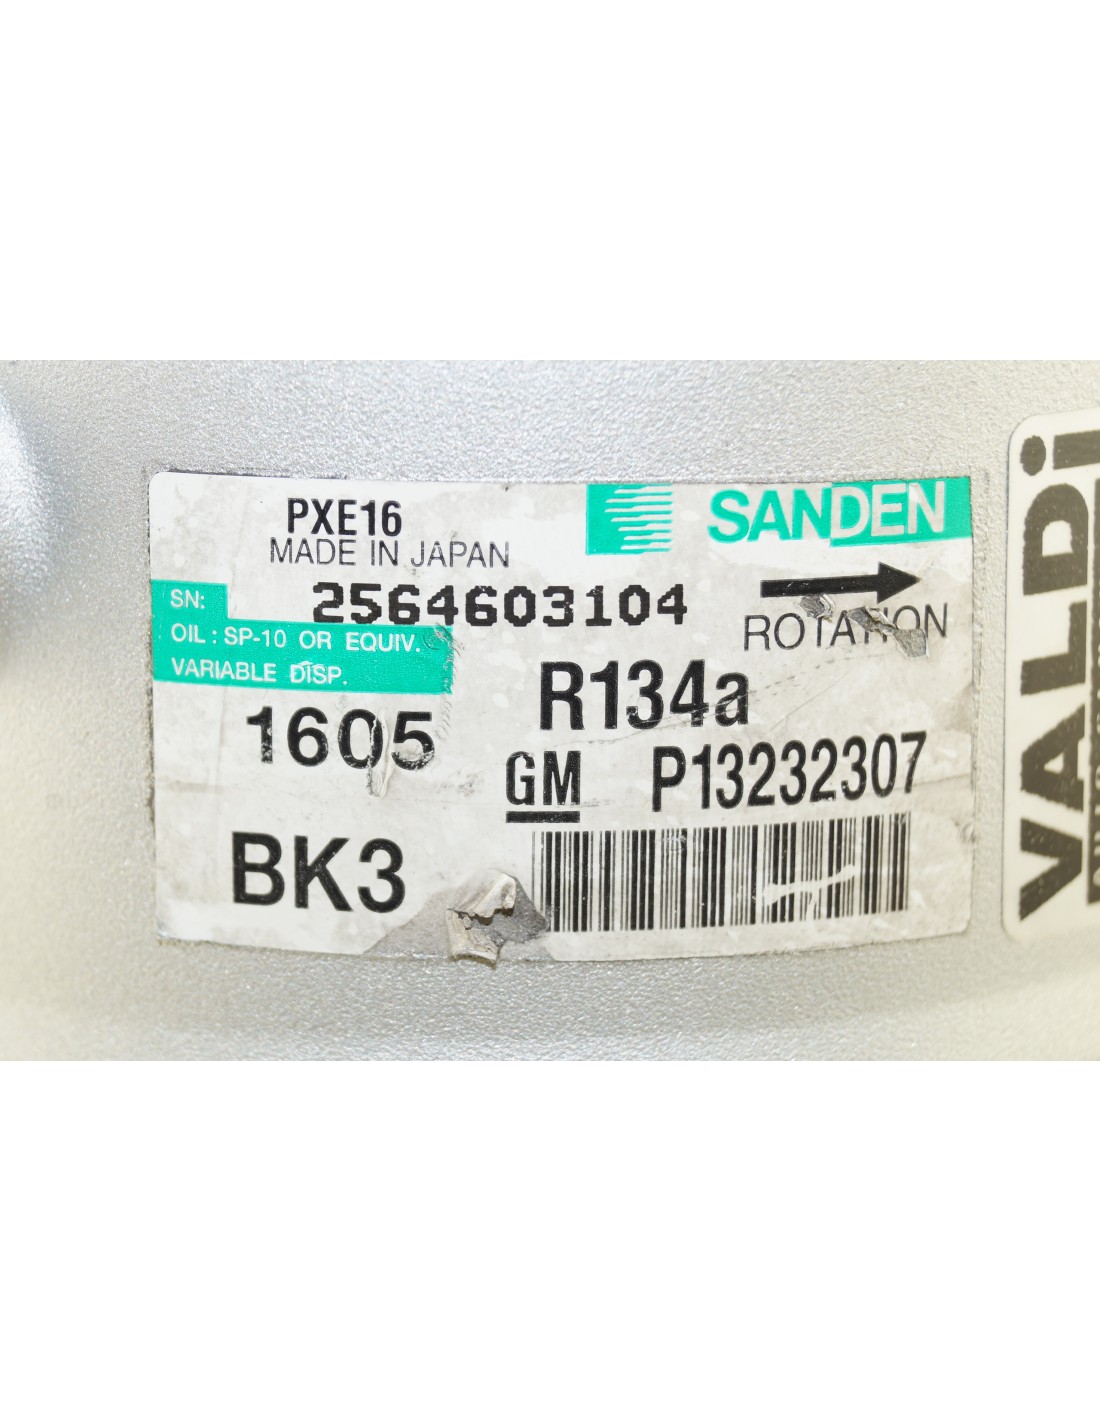 PXE16
MADE IN JAPAN
SANDEN
SN: 2564603104
OIL : SP-10 OR EQUIV.
VARIABLE DISP.
ROTATION
R134a
1605
GM P13232307
BK3
VALDi